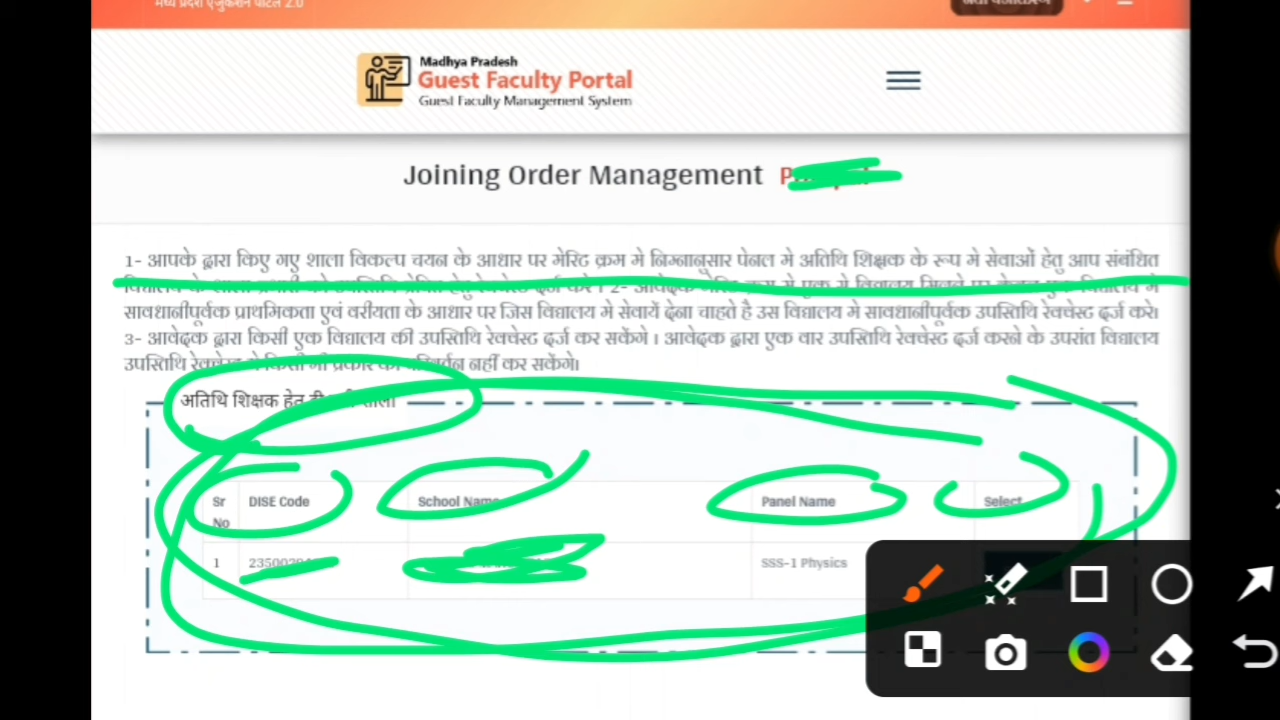 मध्य प्रदेश एजुकेशन पोर्टल 2.0
Madhya Pradesh
Guest Faculty Portal
Guest Faculty Management System
Joining Order Management
1- आपके द्वारा किए गए शाला विकल्प चयन के आधार पर मेरिट क्रम मे निम्नानुसार पेनल मे अतिथि शिक्षक के रूप मे सेवाओं हेतु आप संबंधित
सावधानीपूर्वक प्राथमिकता एवं वरीयता के आधार पर जिस विद्यालय मे सेवायें देना चाहते है उस विद्यालय मे सावधानीपूर्वक उपस्तिथि रेक्वेस्ट दर्ज करे।
3- आवेदक द्वारा किसी एक विद्यालय की उपस्तिथि रेक्वेस्ट दर्ज कर सकेंगे। आवेदक द्वारा एक वार उपस्तिथि रेक्वेस्ट दर्ज करने के उपरांत विद्यालय
उपस्तिथि नहीं कर सकेंगे।
अतिथि शिक्षक हेतु
Sr No DISE Code School Name Panel Name Select
1 SSS-1 Physics